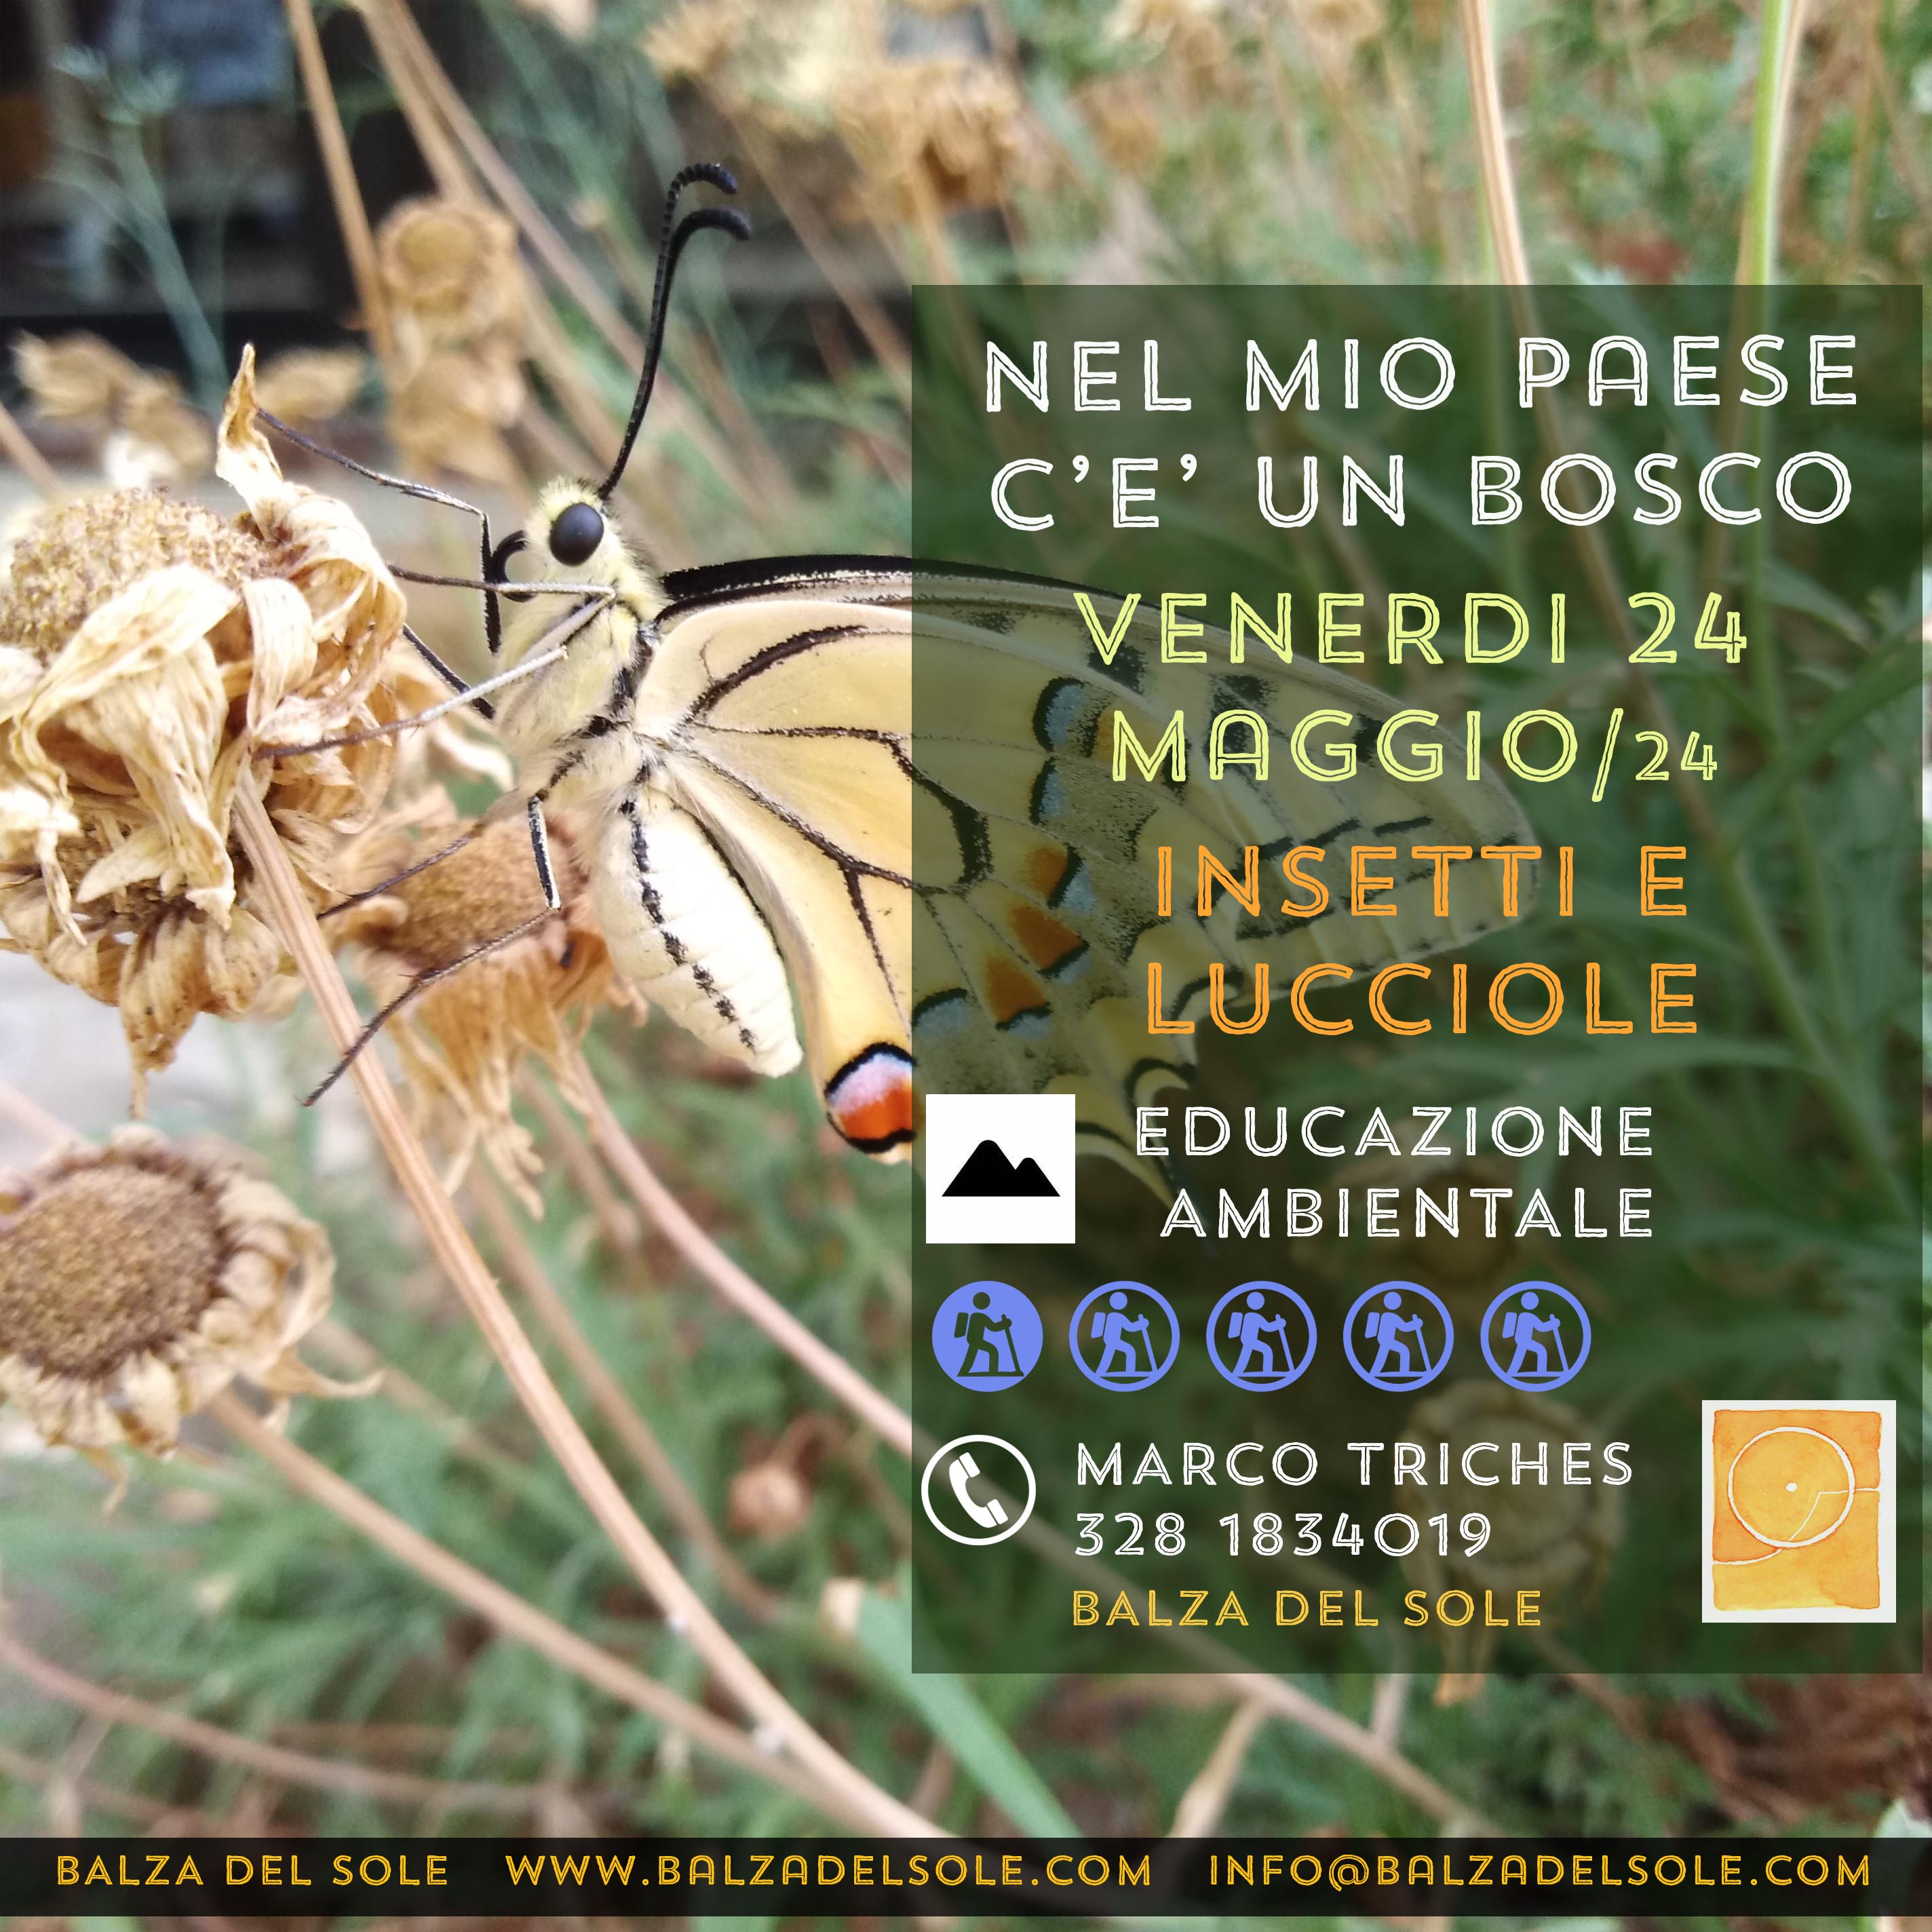 NEL MIO PAESE
C'E' UN BOSCO
VENERDI 24
MAGGIO/24
INSETTI E
LUCCIOLE
EDUCAZIONE
AMBIENTALE
MARCO TRICHES
328 1834019
BALZA DEL SOLE
BALZA DEL SOLE WWW.BALZADELSOLE.COM INFO@BALZADELSOLE.COM